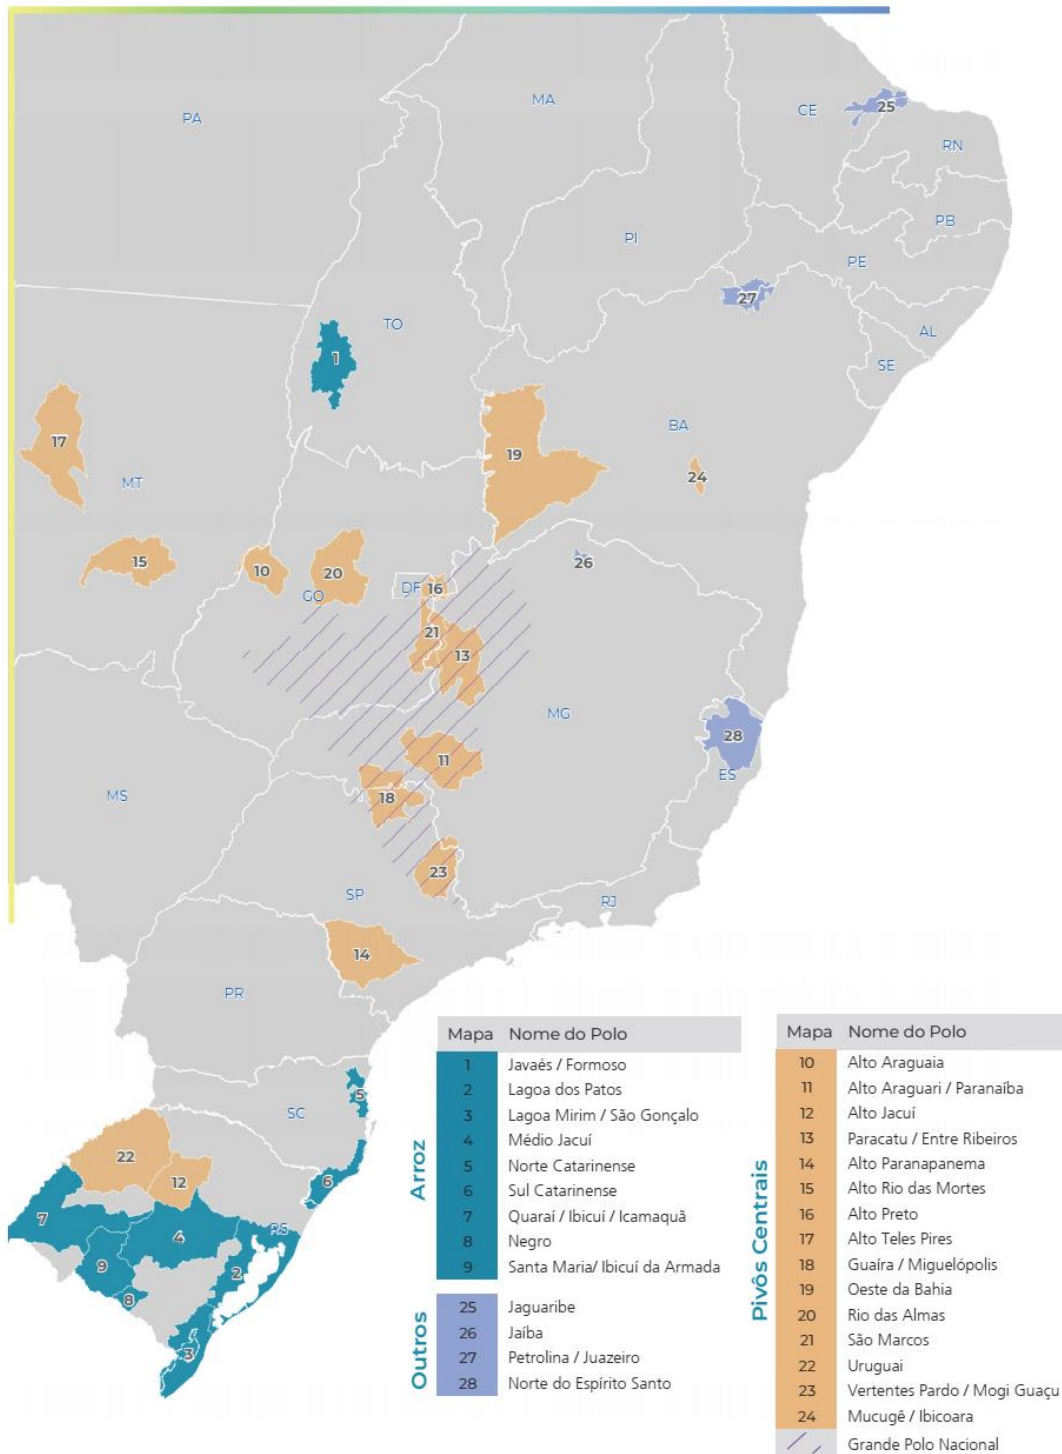 PA
MA
CE
25
RN
PB
PI
PE
27
TO
AL
1
SE
17
BA
19
24
MT
15
10
20
26
GO
DF
16
21
13
MG
28
11
ES
MS
18
23
SP
RJ
14
PR
5
SC
22
12
6
7
4
RS
9
2
8
3
Arroz
Mapa Nome do Polo
1 Javaés / Formoso
2 Lagoa dos Patos
3 Lagoa Mirim / São Gonçalo
4 Médio Jacuí
5 Norte Catarinense
6 Sul Catarinense
7 Quaraí / Ibicuí / Icamaquã
8 Negro
9 Santa Maria/ Ibicuí da Armada
Outros
25 Jaguaribe
26 Jaíba
27 Petrolina / Juazeiro
28 Norte do Espírito Santo
Pivôs Centrais
Mapa Nome do Polo
10 Alto Araguaia
11 Alto Araguari / Paranaíba
12 Alto Jacuí
13 Paracatu / Entre Ribeiros
14 Alto Paranapanema
15 Alto Rio das Mortes
16 Alto Preto
17 Alto Teles Pires
18 Guaíra / Miguelópolis
19 Oeste da Bahia
20 Rio das Almas
21 São Marcos
22 Uruguai
23 Vertentes Pardo / Mogi Guaçu
24 Mucugê / Ibicoara
Grande Polo Nacional